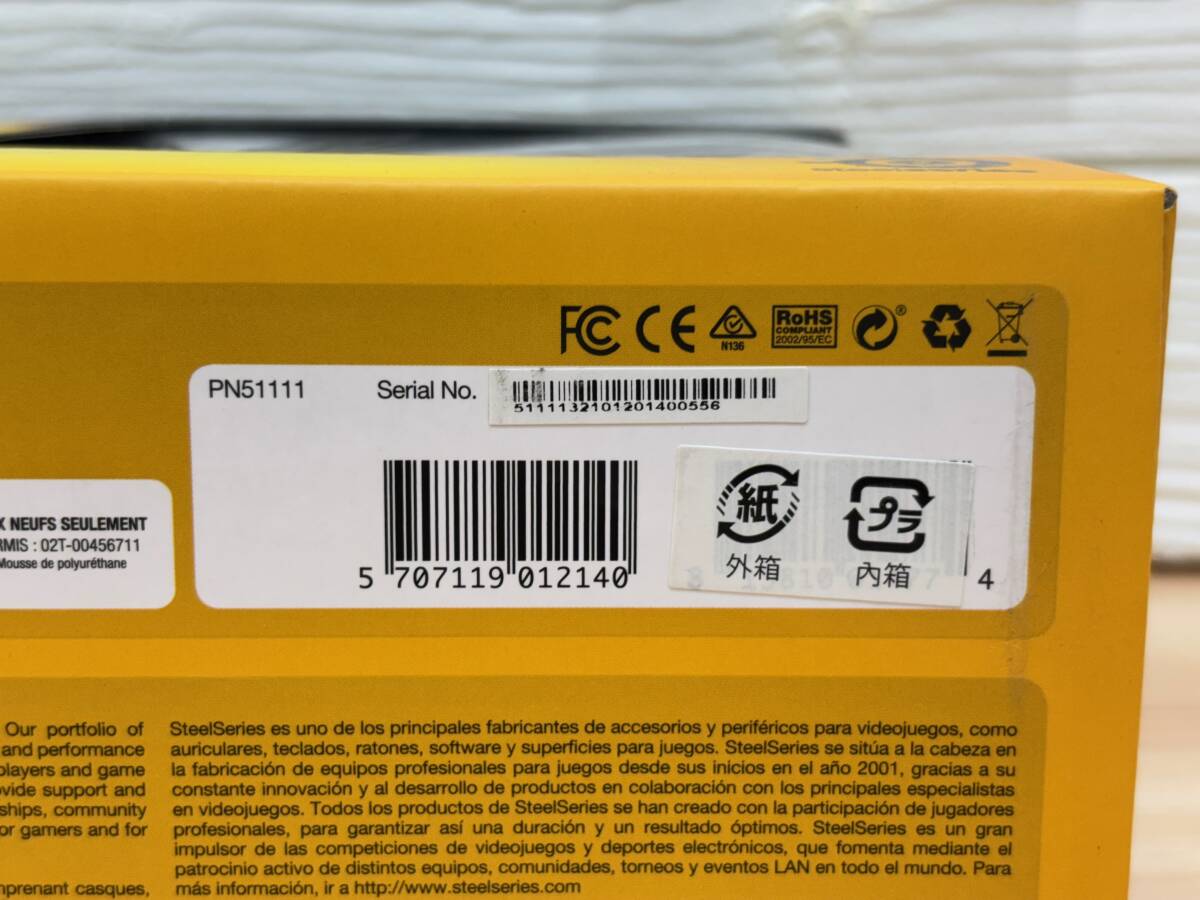 steelseries
FC CE
N136
RoHS
COMPLIANT
2002/95/EC
®
PN51111
Serial No.
5111132101201400556
X NEUFS SEULEMENT
RMIS : 02T-00456711
Mousse de polyuréthane
5 707119 012140
紙
外箱
プラ
內箱
4
Our portfolio of
and performance
players and game
ovide support and
ships, community
or gamers and for
mprenant casques,
SteelSeries es uno de los principales fabricantes de accesorios y periféricos para videojuegos, como
auriculares, teclados, ratones, software y superficies para juegos. SteelSeries se sitúa a la cabeza en
la fabricación de equipos profesionales para juegos desde sus inicios en el año 2001, gracias a su
constante innovación y al desarrollo de productos en colaboración con los principales especialistas
en videojuegos. Todos los productos de SteelSeries se han creado con la participación de jugadores
profesionales, para garantizar así una duración y un resultado óptimos. SteelSeries es un gran
impulsor de las competiciones de videojuegos y deportes electrónicos, que fomenta mediante el
patrocinio activo de distintos equipos, comunidades, torneos y eventos LAN en todo el mundo. Para
más información, ir a http://www.steelseries.com